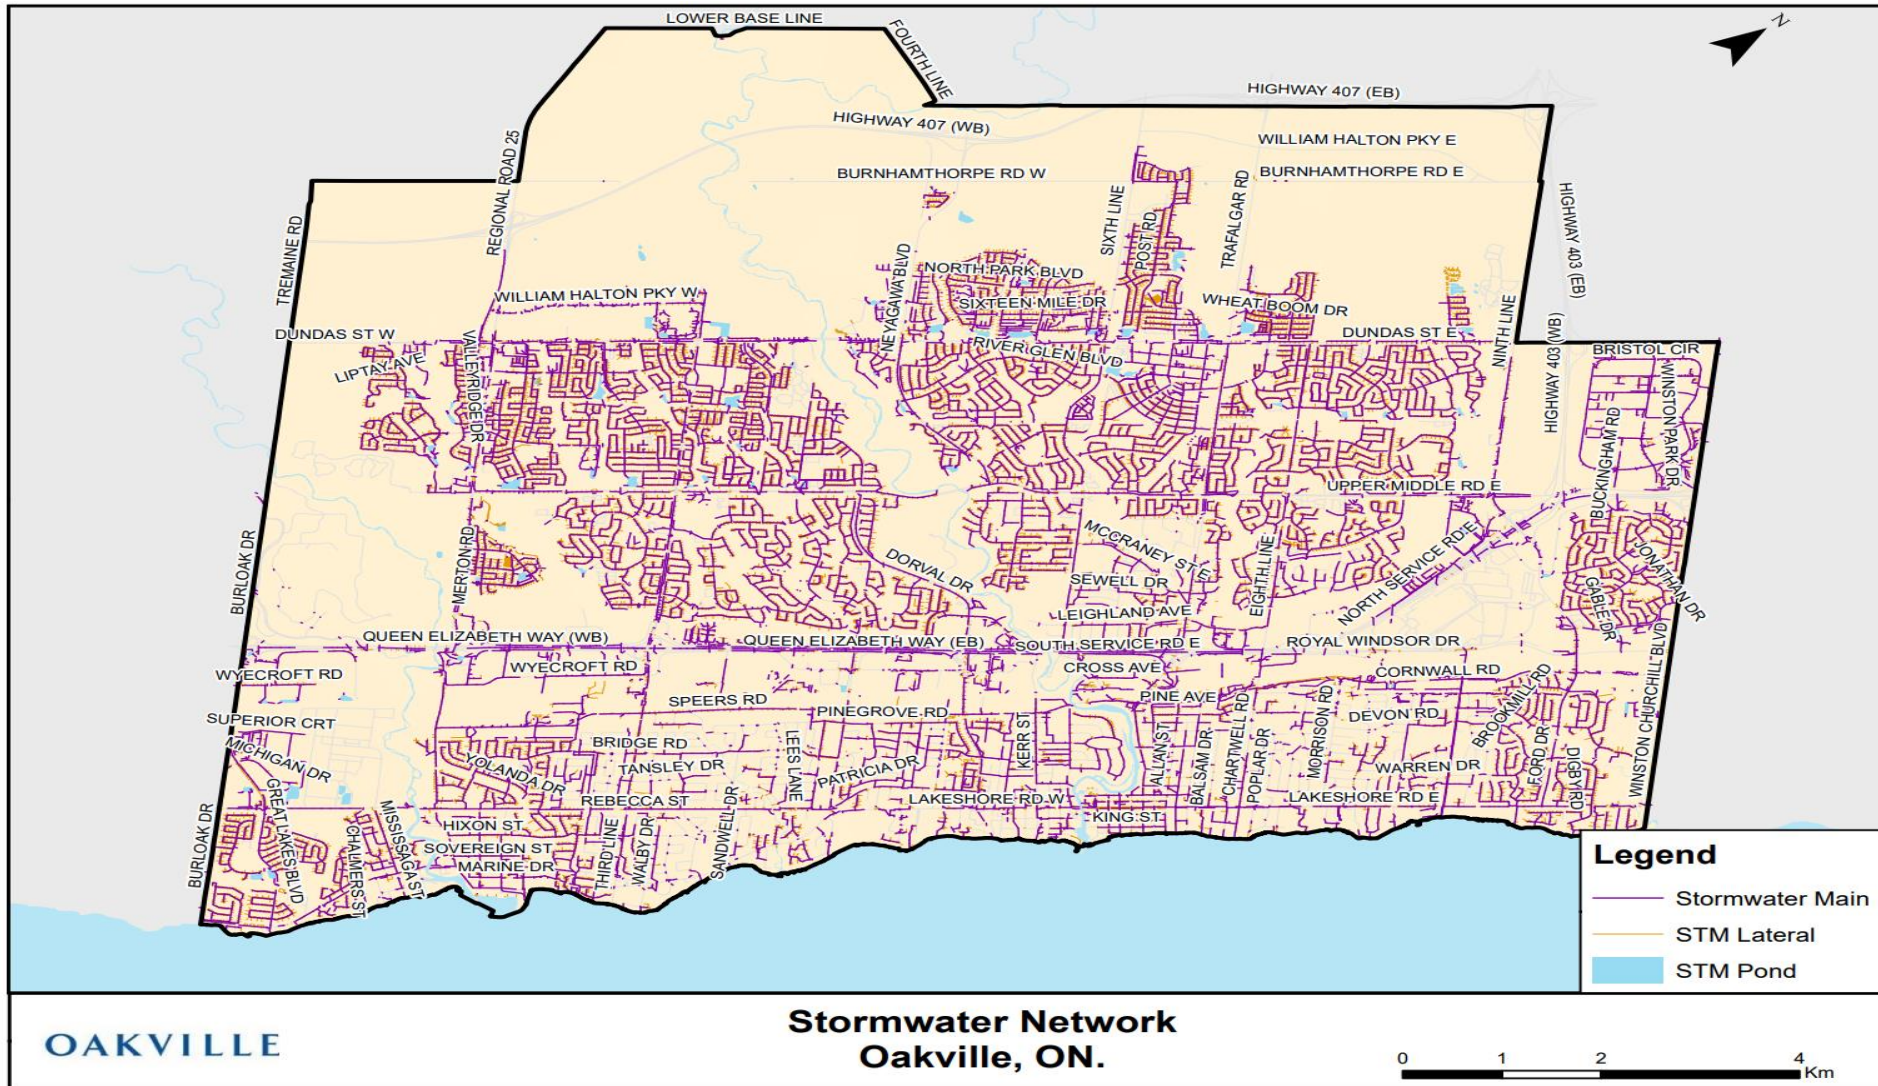 LOWER BASE LINE
FOURTH LINE
N
HIGHWAY 407 (EB)
HIGHWAY 407 (WB)
REGIONAL ROAD 25
WILLIAM HALTON PKY E
BURNHAMTHORPE RD W
BURNHAMTHORPE RD E
TREMAINE RD
SIXTH LINE
POST RD
TRAFALGAR RD
HIGHWAY 403 (EB)
NEYAGAWA BLVD
NORTH PARK BLVD
WILLIAM HALTON PKY W
SIXTEEN MILE DR
WHEAT BOOM DR
DUNDAS ST W
DUNDAS ST E
NINTH LINE
HIGHWAY 403 (WB)
BRISTOL CIR
VALLEYRIDGE DR
LIPTAY AVE
RIVER GLEN BLVD
WINSTON PARK DR
BUCKINGHAM RD
UPPER MIDDLE RD E
BURLOAK DR
MERTON RD
DORVAL DR
MCCRANEY ST E
SEWELL DR
EIGHTH LINE
NORTH SERVICE RD E
JONATHAN DR
GABLE DR
LEIGHLAND AVE
QUEEN ELIZABETH WAY (WB)
QUEEN ELIZABETH WAY (EB)
SOUTH SERVICE RD E
ROYAL WINDSOR DR
WYECROFT RD
WYECROFT RD
CROSS AVE
CORNWALL RD
WINSTON CHURCHILL BLVD
SPEERS RD
PINE AVE
SUPERIOR CRT
PINEGROVE RD
KERR ST
DEVON RD
BROOKMILL RD
MICHIGAN DR
BRIDGE RD
LEES LANE
ALLAN ST
BALSAM DR
CHARTWELL RD
POPLAR DR
MORRISON RD
FORD DR
DIGBY RD
YOLANDA DR
TANSLEY DR
PATRICIA DR
WARREN DR
REBECCA ST
LAKESHORE RD W
LAKESHORE RD E
BURLOAK DR
GREAT LAKES BLVD
CHALMERS ST
MISSISSAGA ST
HIXON ST
KING ST
SOVEREIGN ST
MARINE DR
THIRD LINE
WALBY DR
SANDWELL DR
Legend
Stormwater Main
STM Lateral
STM Pond
OAKVILLE
Stormwater Network
Oakville, ON.
0 1 2 4
Km